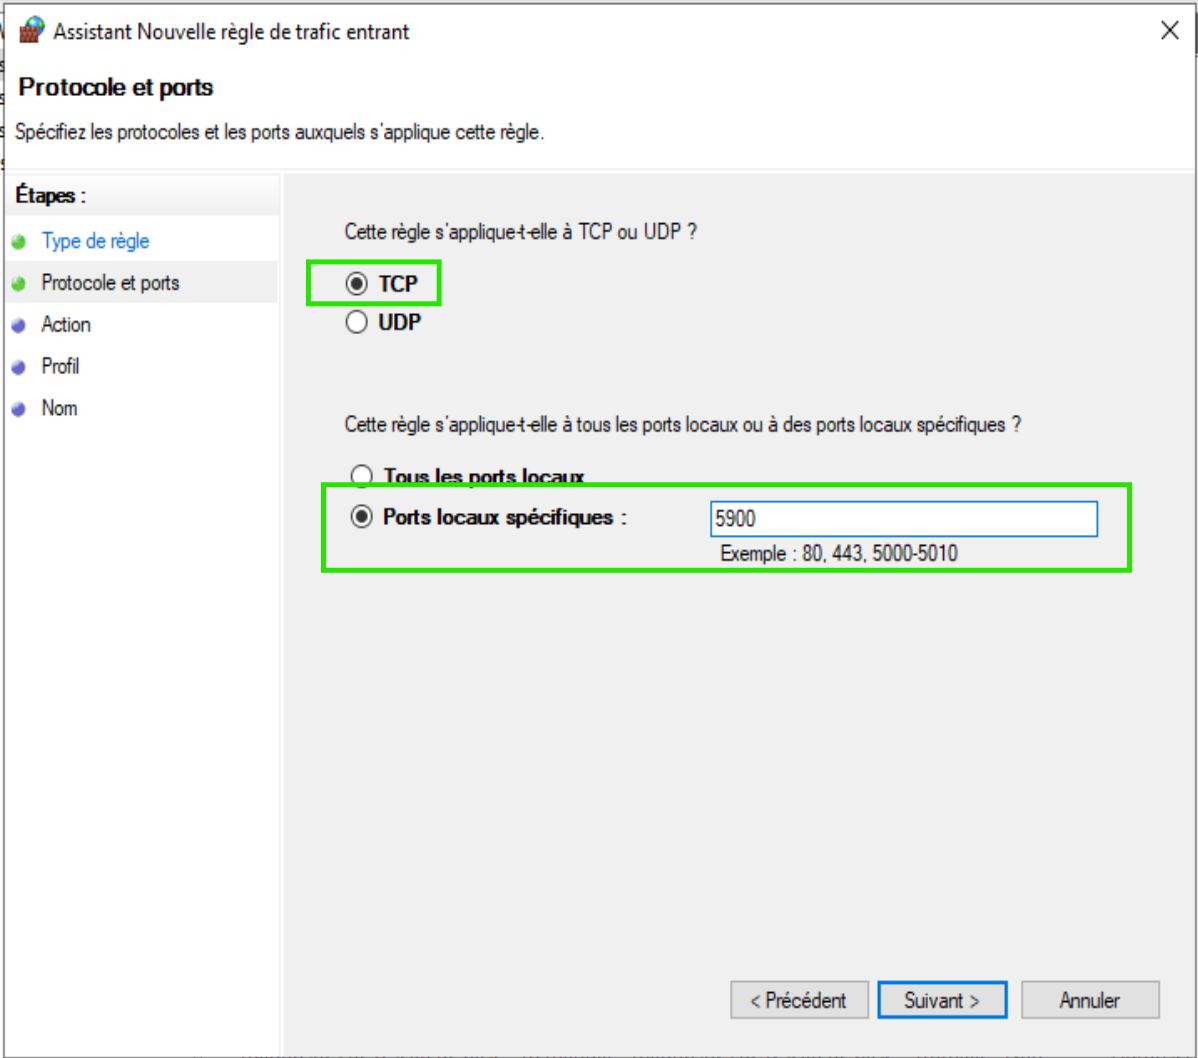 Assistant Nouvelle règle de trafic entrant
Protocole et ports
Spécifiez les protocoles et les ports auxquels s'applique cette règle.
Étapes :
Type de règle
Protocole et ports
Action
Profil
Nom
Cette règle s'applique-t-elle à TCP ou UDP ?
TCP
UDP
Cette règle s'applique-t-elle à tous les ports locaux ou à des ports locaux spécifiques ?
Tous les ports locaux
Ports locaux spécifiques : 5900
Exemple : 80, 443, 5000-5010
< Précédent Suivant > Annuler